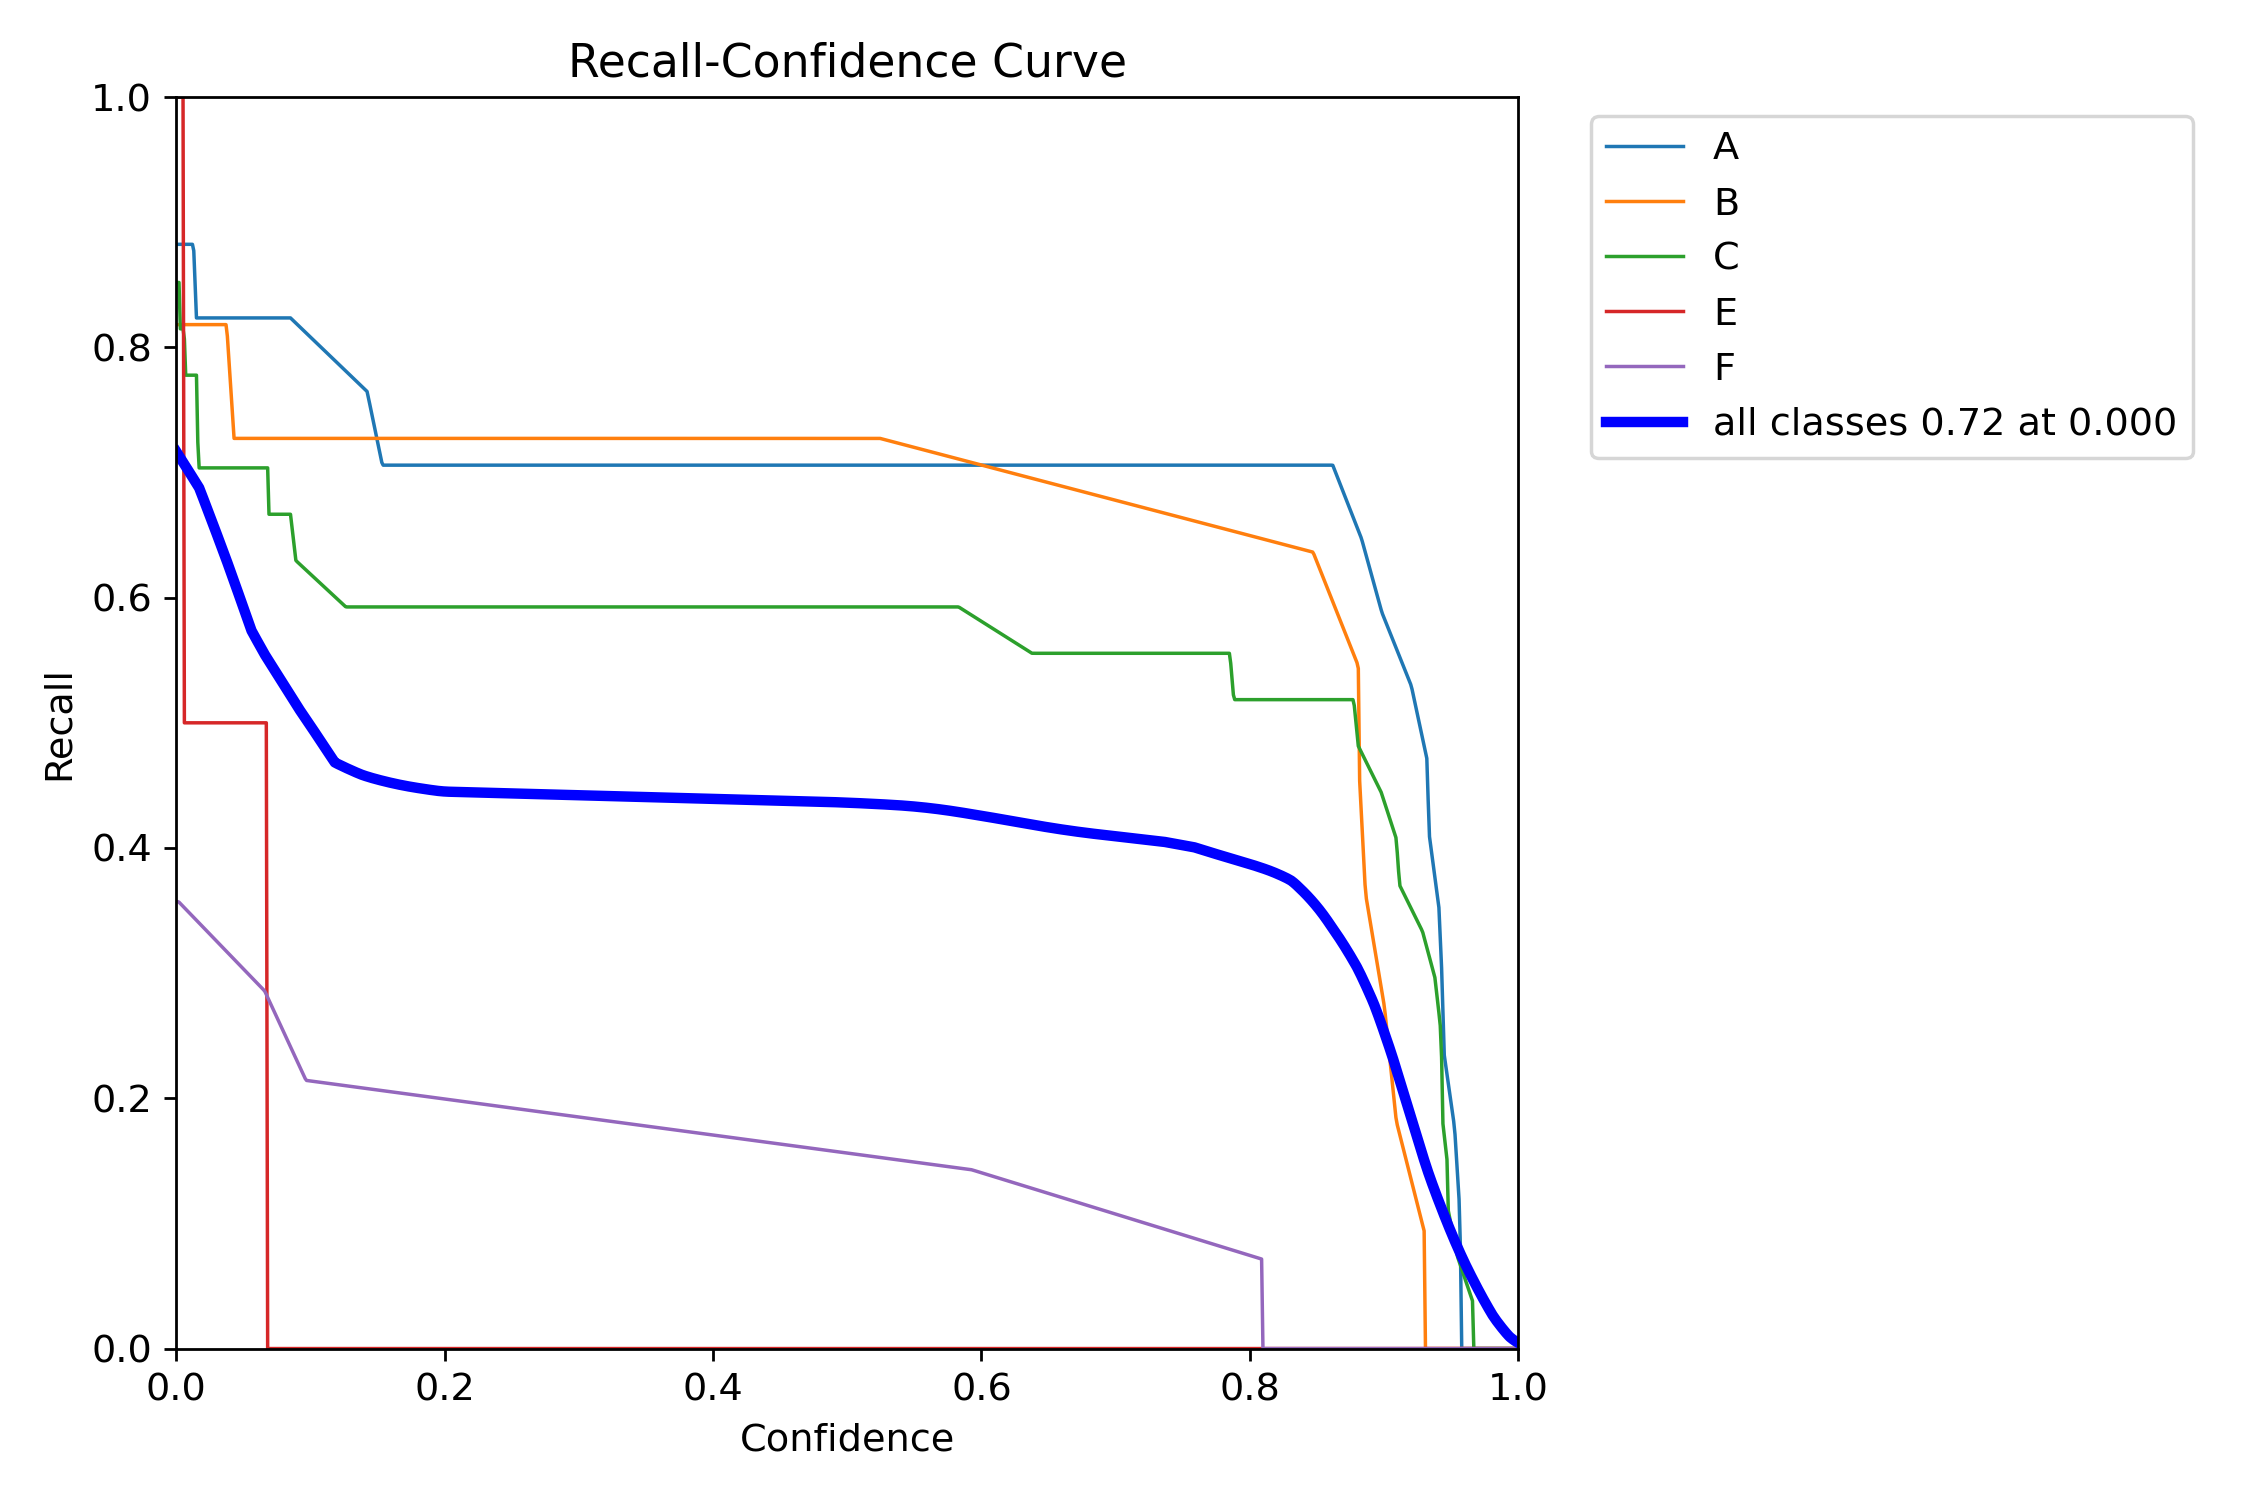 Recall-Confidence Curve
1.0
0.8
0.6
0.4
0.2
0.0
Recall
0.0 0.2 0.4 0.6 0.8 1.0
Confidence
A
B
C
E
F
all classes 0.72 at 0.000